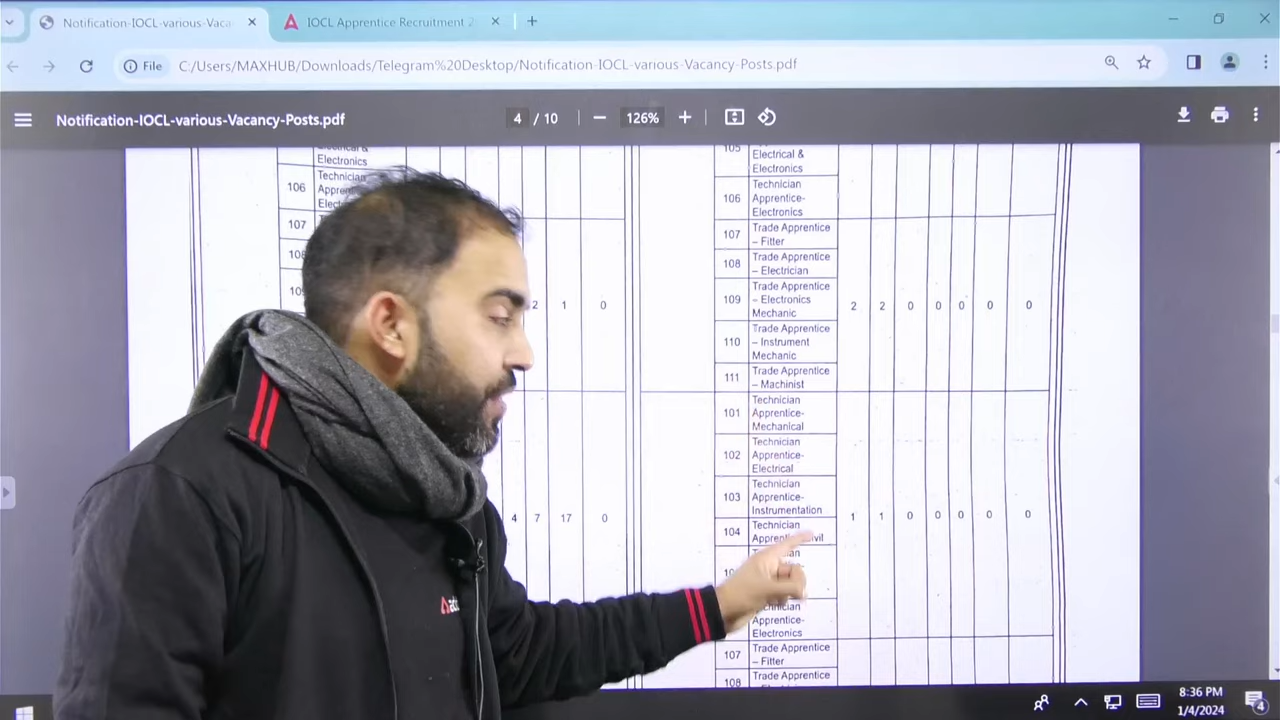 Notification-IOCL-various-Vaca
IOCL Apprentice Recruitment 2
File
C:/Users/MAXHUB/Downloads/Telegram%20Desktop/Notification-IOCL-various-Vacancy-Posts.pdf
Notification-IOCL-various-Vacancy-Posts.pdf
4 / 10
126%
Electronics
106
Technician
107
2 1 0
4 7 17 0
105
Electrical &
Electronics
106
Technician
Apprentice-
Electronics
107
Trade Apprentice
– Fitter
108
Trade Apprentice
– Electrician
109
Trade Apprentice
– Electronics
Mechanic
2 2 0 0 0 0 0
110
Trade Apprentice
– Instrument
Mechanic
111
Trade Apprentice
– Machinist
101
Technician
Apprentice-
Mechanical
102
Technician
Apprentice-
Electrical
103
Technician
Apprentice-
Instrumentation
1 1 0 0 0 0 0
104
Technician
Apprentice-
Electronics
107
Trade Apprentice
– Fitter
108
Trade Apprentice
8:36 PM
1/4/2024
4